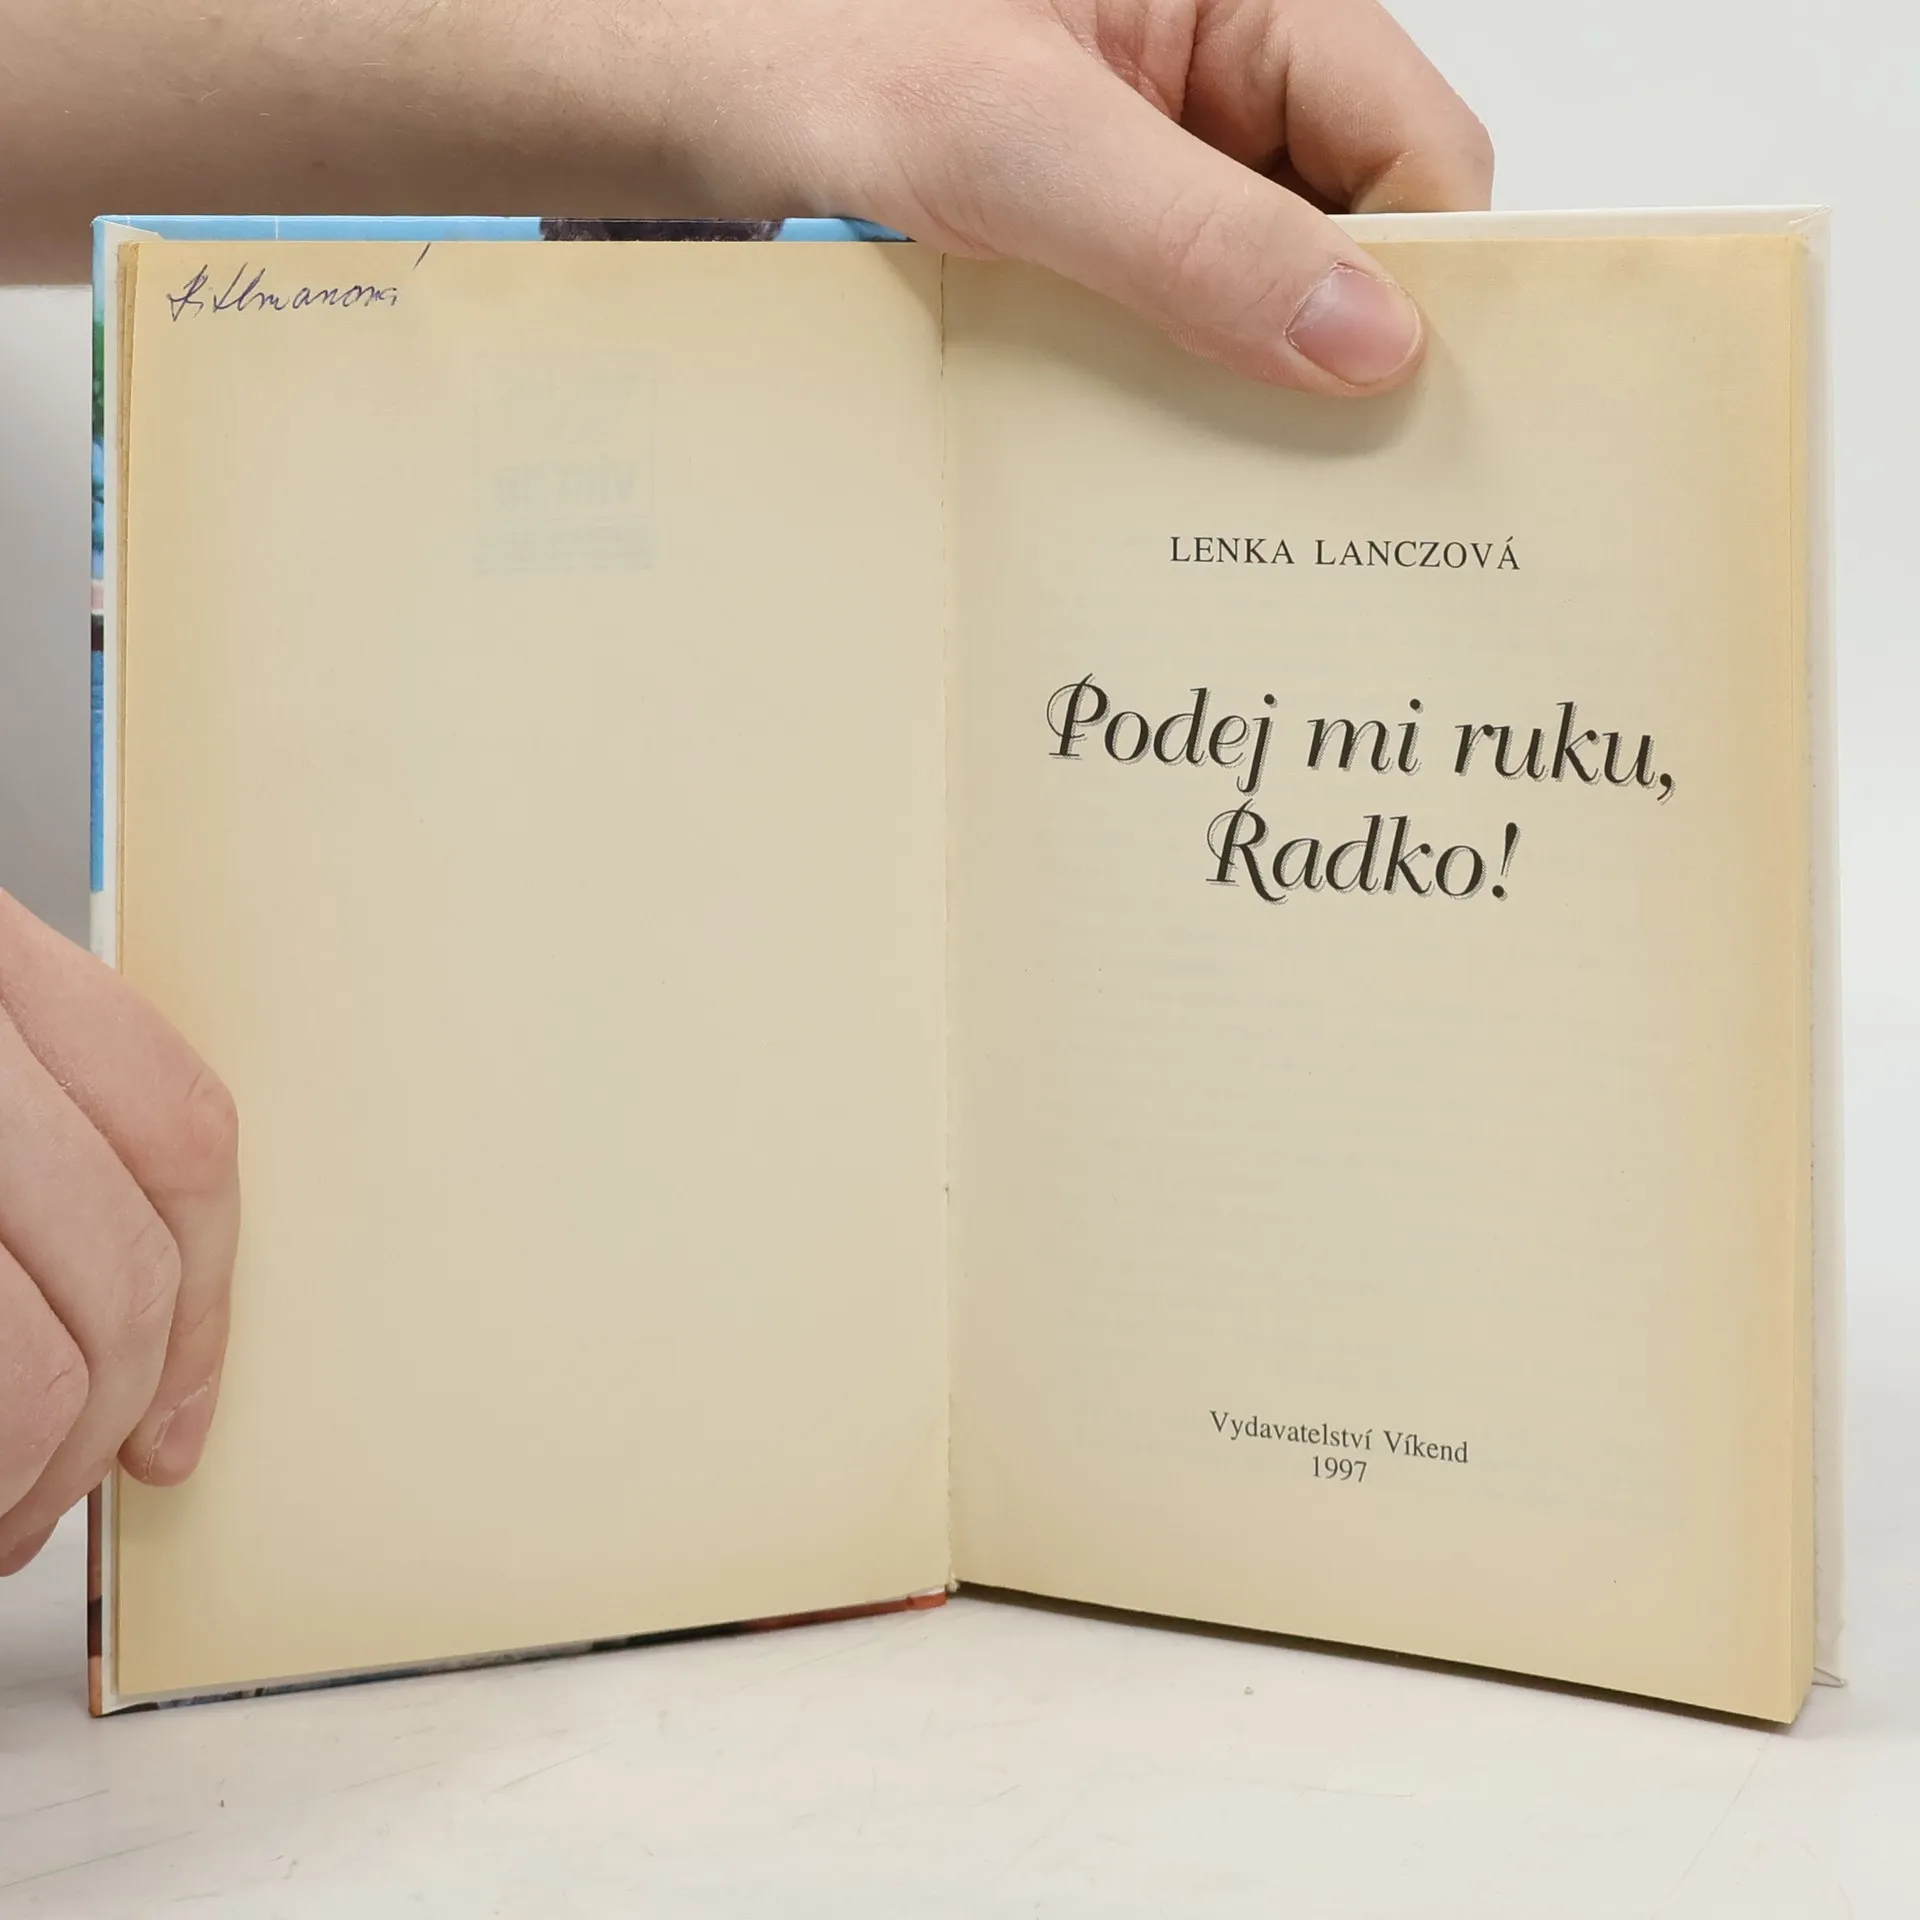 LENKA LANCZOVÁ
Podej mi ruku,
Radko!
Vydavatelství Víkend
1997